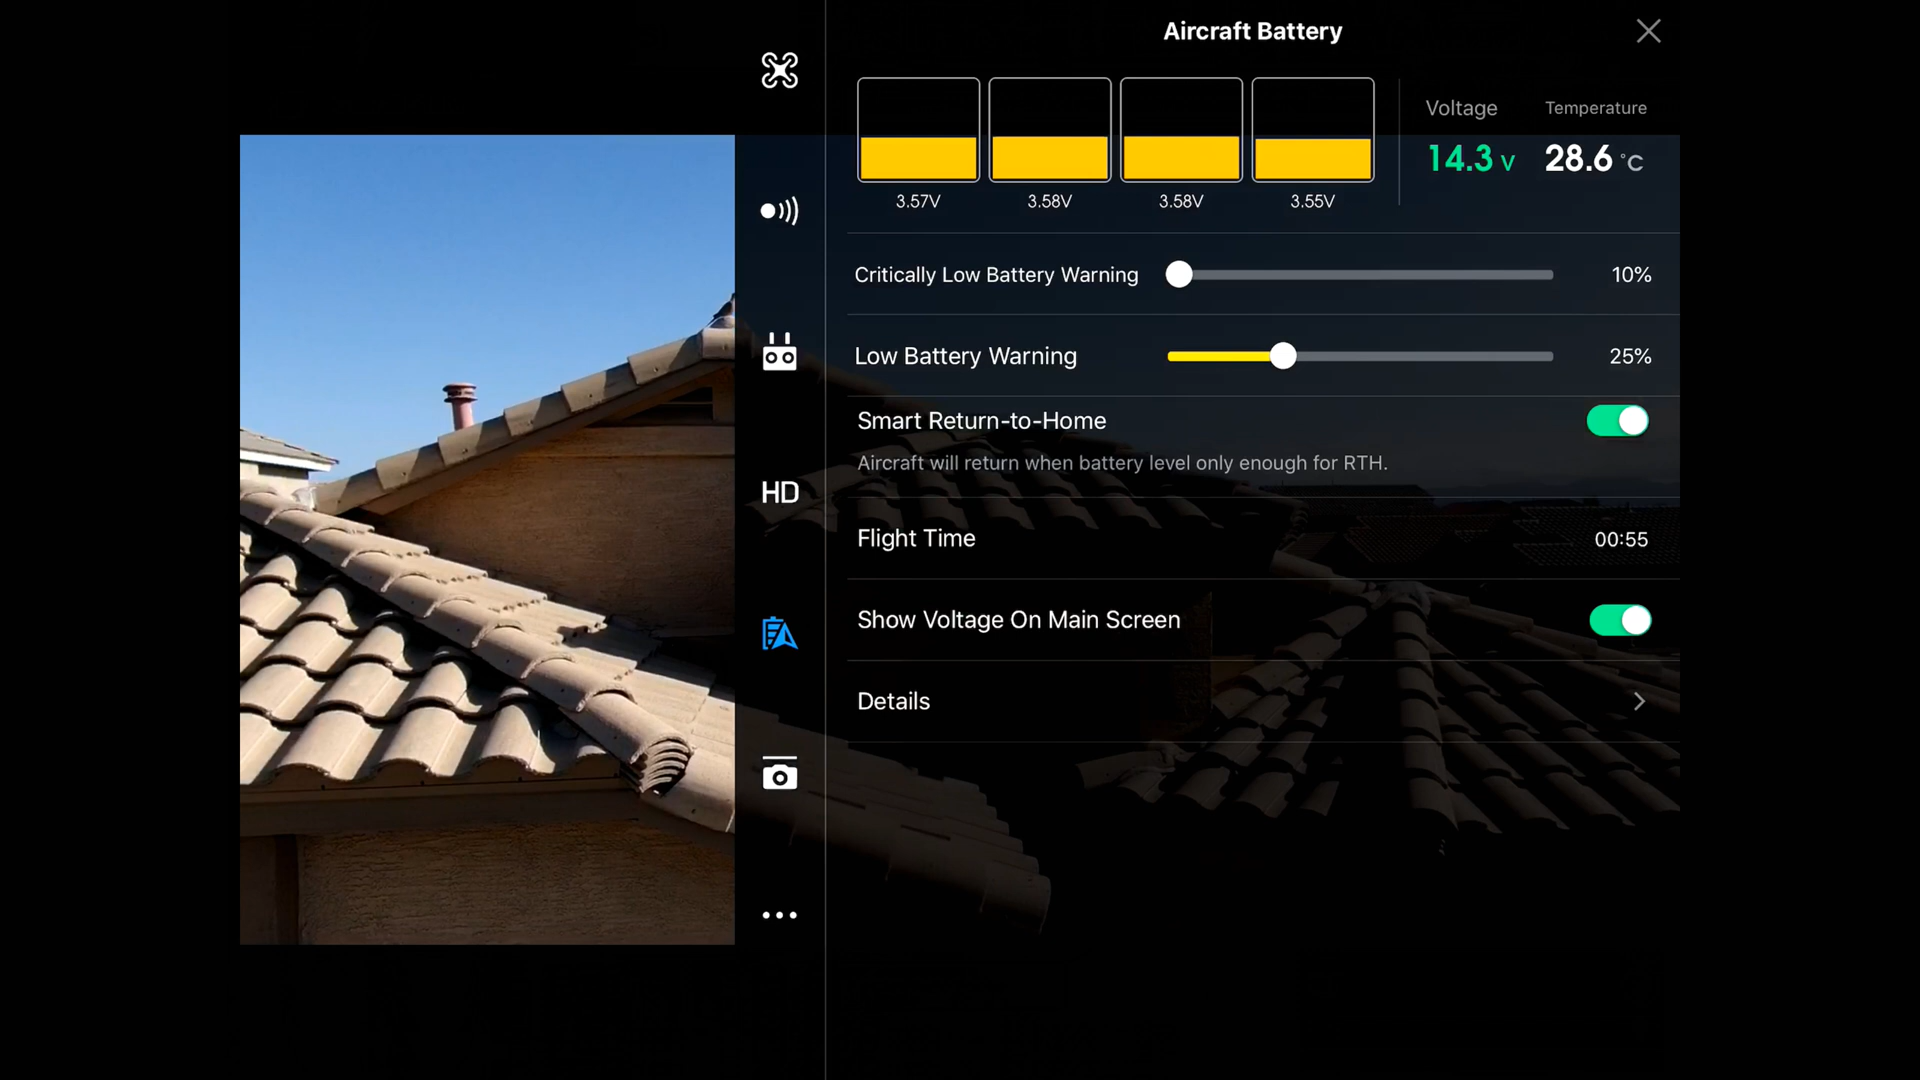 Aircraft Battery
Voltage
Temperature
14.3 V
28.6 °C
3.57V
3.58V
3.58V
3.55V
Critically Low Battery Warning
10%
Low Battery Warning
25%
Smart Return-to-Home
Aircraft will return when battery level only enough for RTH.
HD
Flight Time
00:55
Show Voltage On Main Screen
Details